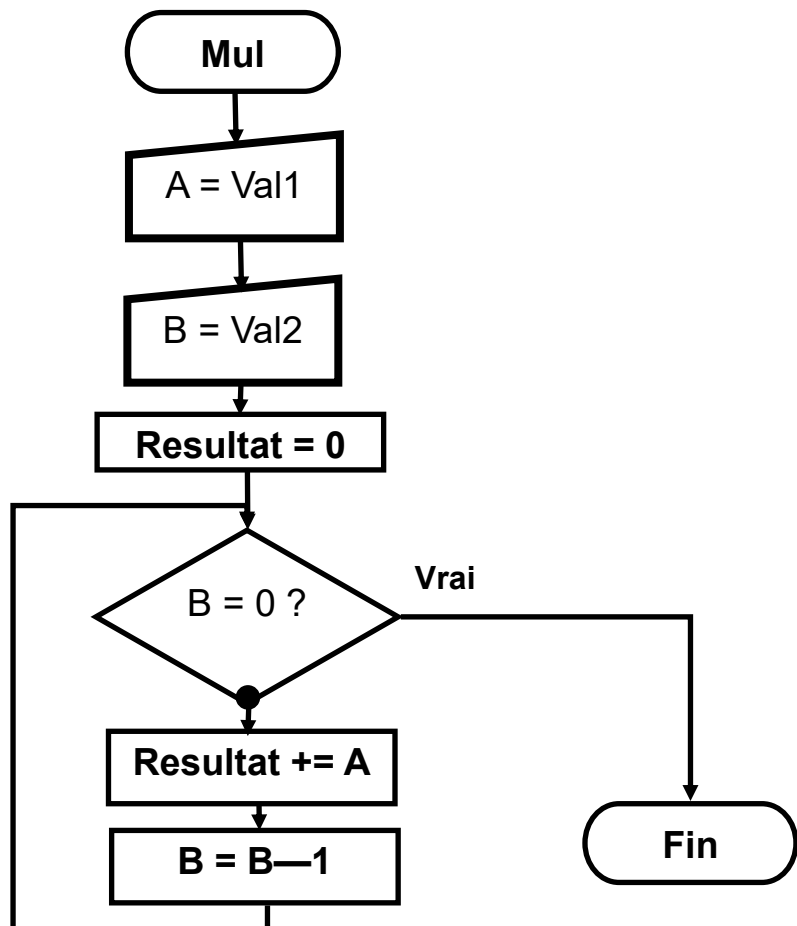 Mul
A = Val1
B = Val2
Resultat = 0
B = 0 ?
Vrai
Resultat += A
B = B—1
Fin